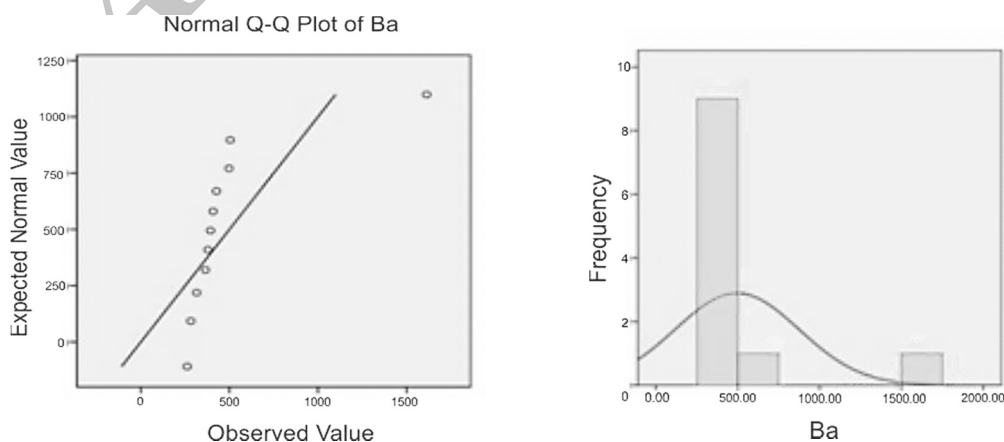 Normal Q-Q Plot of Ba
1250
1000
750
500
250
0
Expected Normal Value
0 500 1000 1500
Observed Value
10
8
6
4
2
0
Frequency
0.00 500.00 1000.00 1500.00 2000.00
Ba